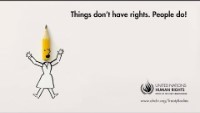 Things don't have rights. People do!
UNITED NATIONS
HUMAN RIGHTS